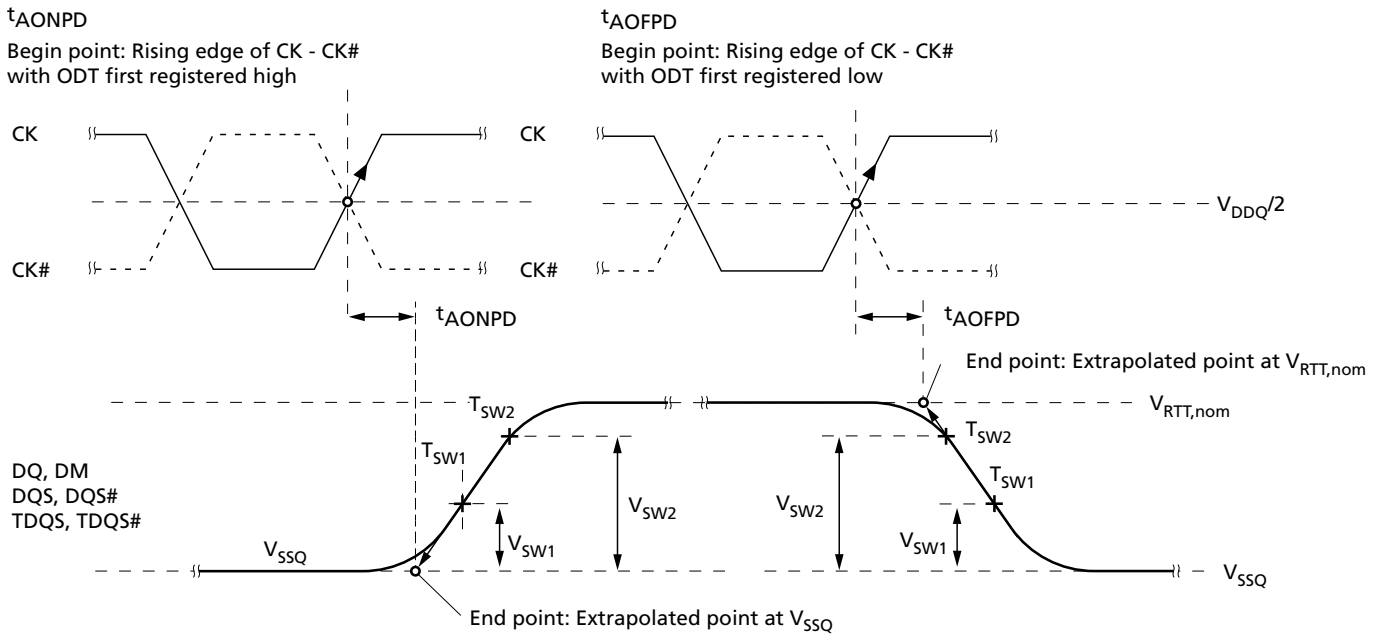 tAONPD
Begin point: Rising edge of CK - CK#
with ODT first registered high
tAOFPD
Begin point: Rising edge of CK - CK#
with ODT first registered low
CK
CK
VDDQ/2
CK#
CK#
tAONPD
tAOFPD
End point: Extrapolated point at VRTT,nom
TSW2
VRTT,nom
TSW2
TSW1
TSW1
DQ, DM
DQS, DQS#
TDQS, TDQS#
VSW2
VSW2
VSW1
VSW1
VSSQ
VSSQ
End point: Extrapolated point at VSSQ